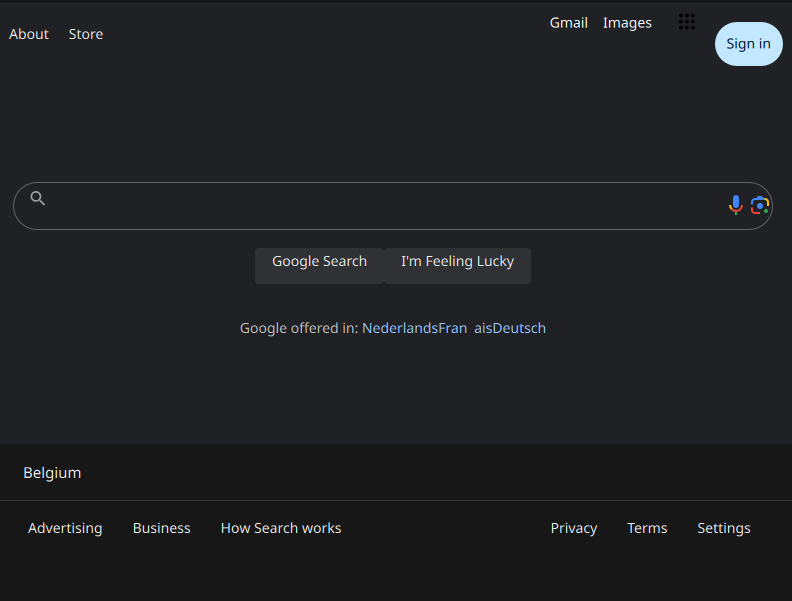 About Store Gmail Images
Sign in
Google Search I'm Feeling Lucky
Google offered in: NederlandsFran aisDeutsch
Belgium
Advertising Business How Search works Privacy Terms Settings